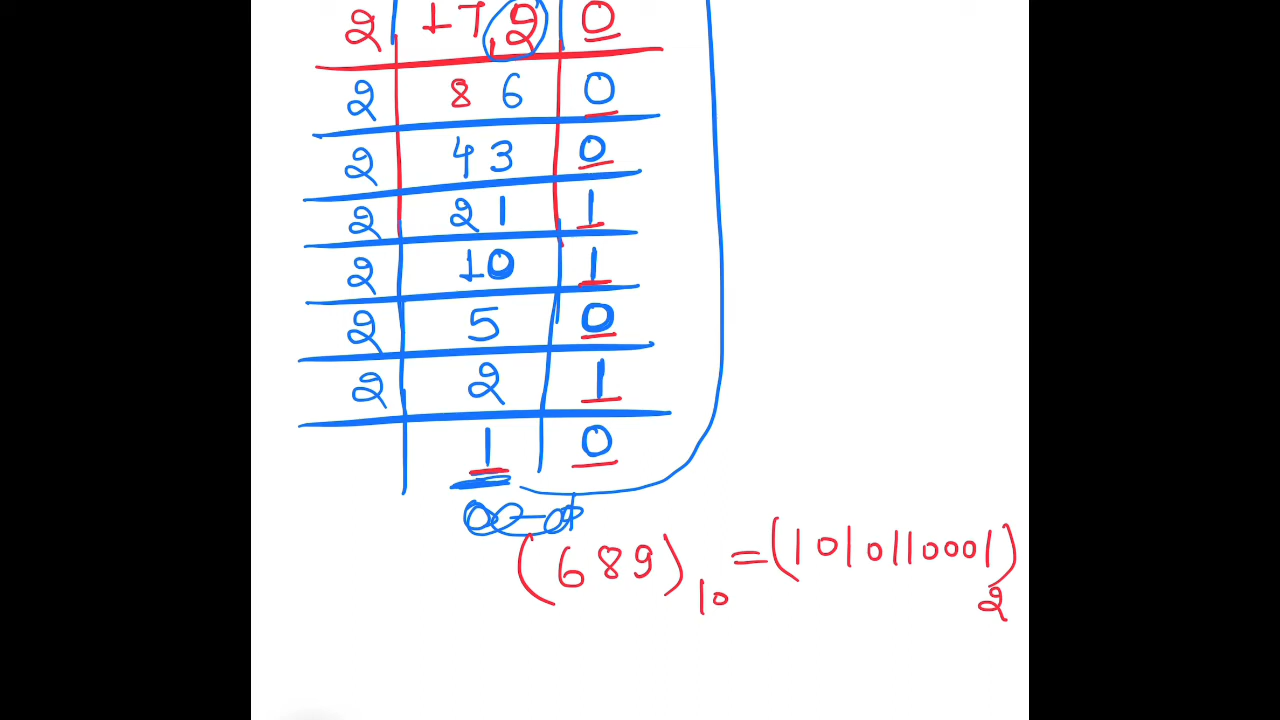 2 172 0
2 86 0
2 43 0
2 21 1
2 10 1
2 5 0
2 2 1
1 0
(689)10 = (1010110001)2